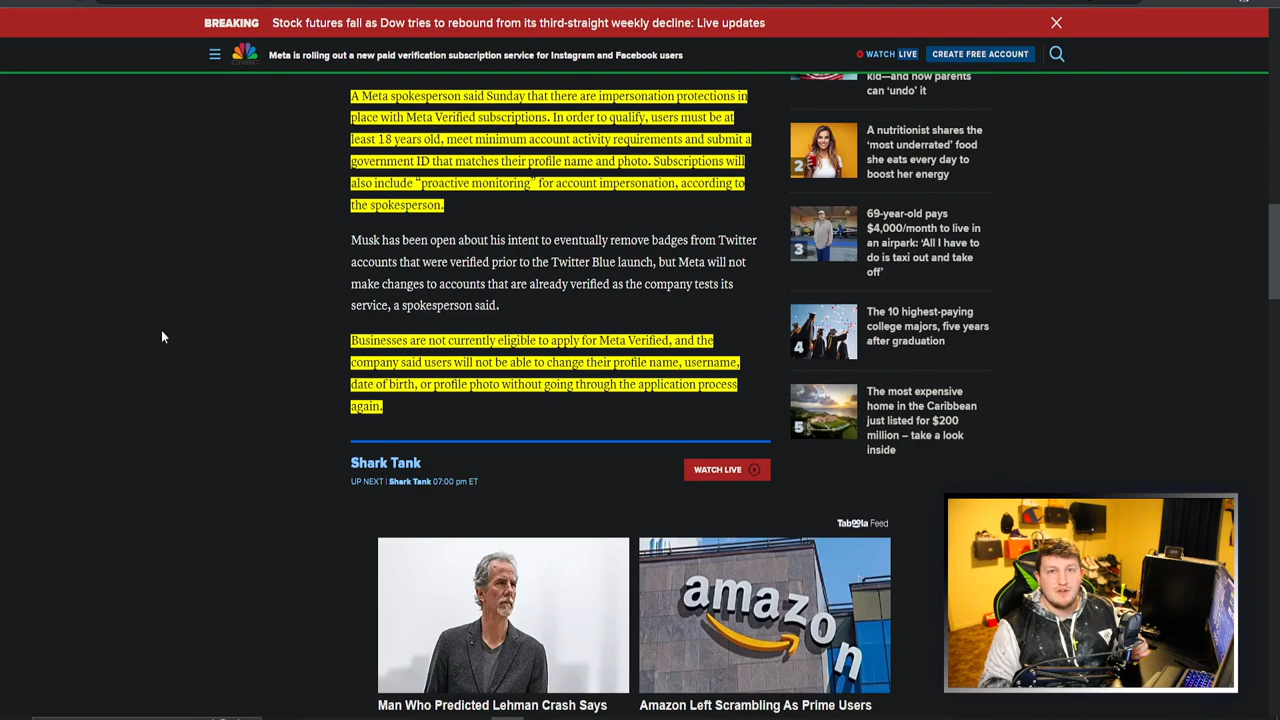 BREAKING
Stock futures fall as Dow tries to rebound from its third-straight weekly decline: Live updates
Meta is rolling out a new paid verification subscription service for Instagram and Facebook users
WATCH LIVE
CREATE FREE ACCOUNT
A Meta spokesperson said Sunday that there are impersonation protections in
place with Meta Verified subscriptions. In order to qualify, users must be at
least 18 years old, meet minimum account activity requirements and submit a
government ID that matches their profile name and photo. Subscriptions will
also include “proactive monitoring” for account impersonation, according to
the spokesperson.
Musk has been open about his intent to eventually remove badges from Twitter
accounts that were verified prior to the Twitter Blue launch, but Meta will not
make changes to accounts that are already verified as the company tests its
service, a spokesperson said.
Businesses are not currently eligible to apply for Meta Verified, and the
company said users will not be able to change their profile name, username,
date of birth, or profile photo without going through the application process
again.
Shark Tank
UP NEXT | Shark Tank 07:00 pm ET
WATCH LIVE
kid—and how parents
can ‘undo’ it
2
A nutritionist shares the
‘most underrated’ food
she eats every day to
boost her energy
3
69-year-old pays
$4,000/month to live in
an airpark: ‘All I have to
do is taxi out and take
off’
4
The 10 highest-paying
college majors, five years
after graduation
5
The most expensive
home in the Caribbean
just listed for $200
million – take a look
inside
Taboola Feed
amazon
Man Who Predicted Lehman Crash Says
Amazon Left Scrambling As Prime Users